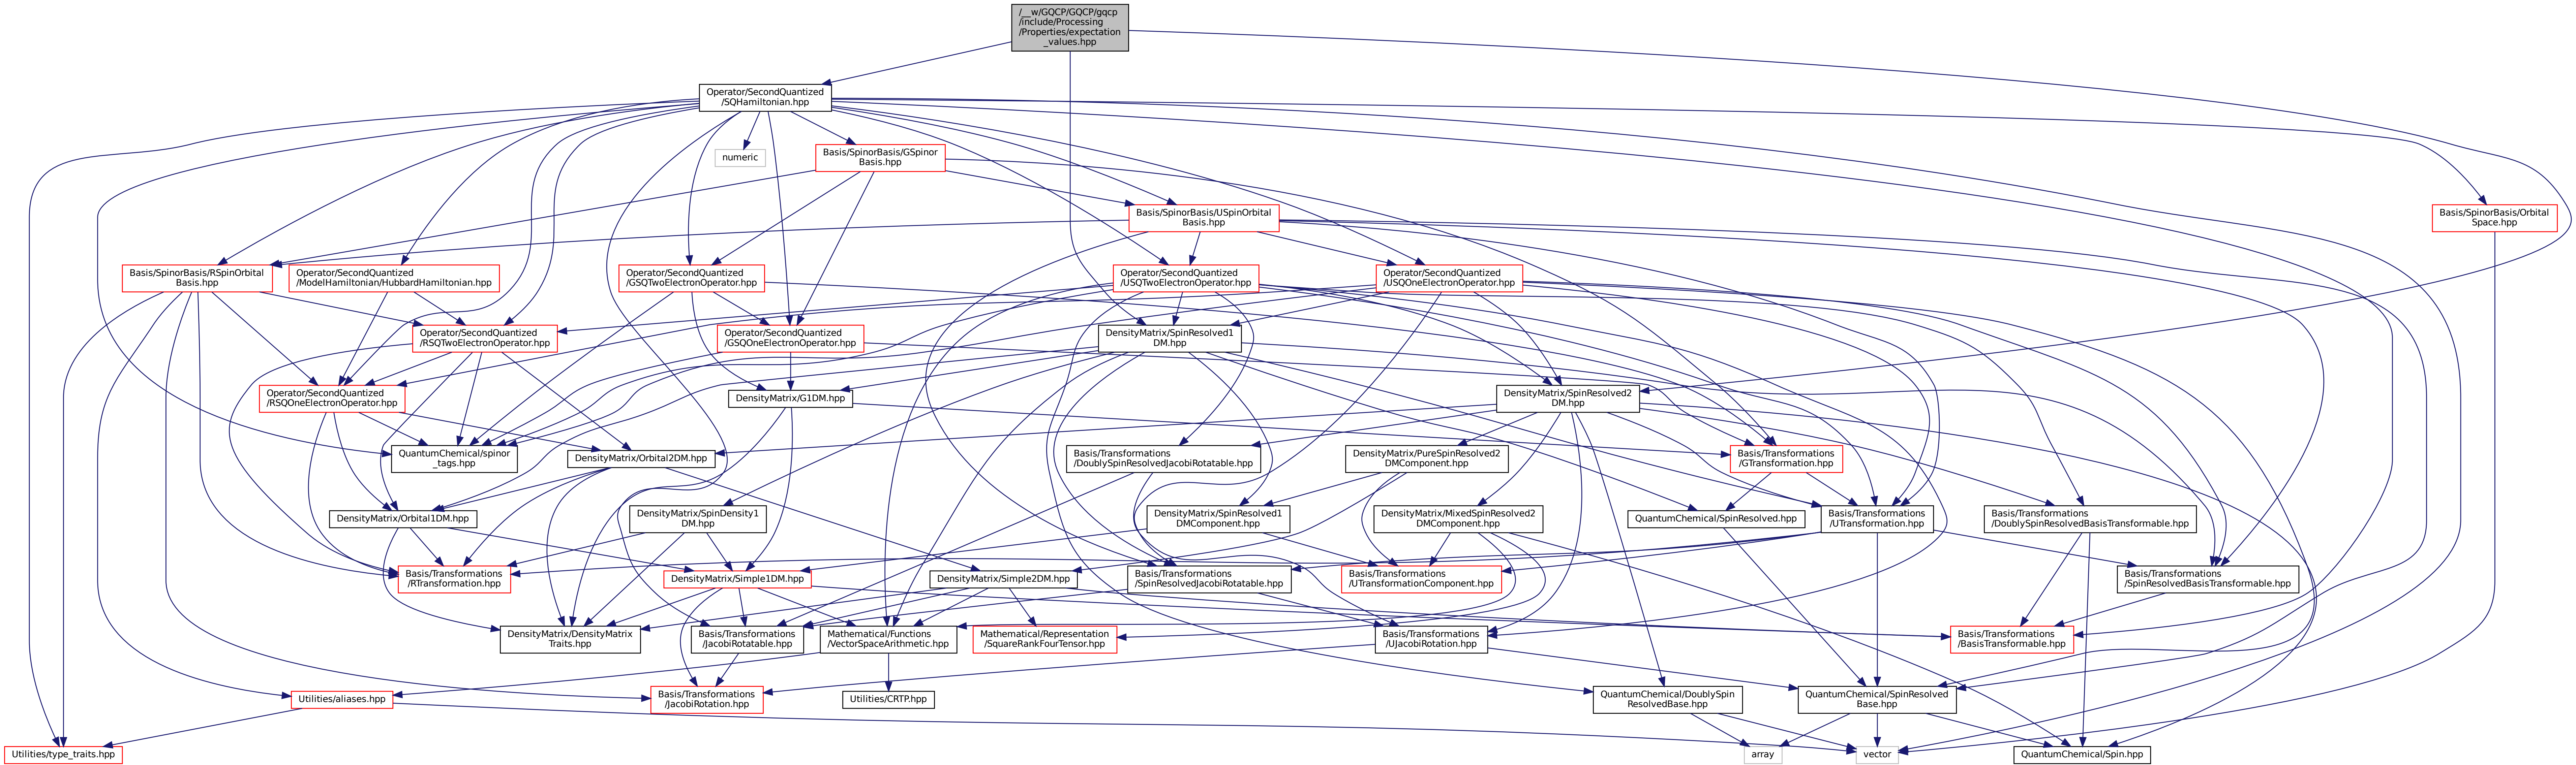 /__w/GQCP/GQCP/gqcp
/include/Processing
/Properties/expectation
_values.hpp
Operator/SecondQuantized
/SQHamiltonian.hpp
numeric
Basis/SpinorBasis/GSpinor
Basis.hpp
Basis/SpinorBasis/USpinOrbital
Basis.hpp
Basis/SpinorBasis/Orbital
Space.hpp
Basis/SpinorBasis/RSpinOrbital
Basis.hpp
Operator/SecondQuantized
/ModelHamiltonian/HubbardHamiltonian.hpp
Operator/SecondQuantized
/GSQTwoElectronOperator.hpp
Operator/SecondQuantized
/USQTwoElectronOperator.hpp
Operator/SecondQuantized
/USQOneElectronOperator.hpp
Operator/SecondQuantized
/RSQTwoElectronOperator.hpp
Operator/SecondQuantized
/GSQOneElectronOperator.hpp
DensityMatrix/SpinResolved1
DM.hpp
Operator/SecondQuantized
/RSQOneElectronOperator.hpp
DensityMatrix/G1DM.hpp
DensityMatrix/SpinResolved2
DM.hpp
QuantumChemical/spinor
_tags.hpp
DensityMatrix/Orbital2DM.hpp
Basis/Transformations
/DoublySpinResolvedJacobiRotatable.hpp
DensityMatrix/PureSpinResolved2
DMComponent.hpp
Basis/Transformations
/GTransformation.hpp
DensityMatrix/Orbital1DM.hpp
DensityMatrix/SpinDensity1
DM.hpp
DensityMatrix/SpinResolved1
DMComponent.hpp
DensityMatrix/MixedSpinResolved2
DMComponent.hpp
QuantumChemical/SpinResolved.hpp
Basis/Transformations
/UTransformation.hpp
Basis/Transformations
/DoublySpinResolvedBasisTransformable.hpp
Basis/Transformations
/RTransformation.hpp
DensityMatrix/Simple1DM.hpp
DensityMatrix/Simple2DM.hpp
Basis/Transformations
/SpinResolvedJacobiRotatable.hpp
Basis/Transformations
/UTransformationComponent.hpp
Basis/Transformations
/SpinResolvedBasisTransformable.hpp
DensityMatrix/DensityMatrix
Traits.hpp
Basis/Transformations
/JacobiRotatable.hpp
Mathematical/Functions
/VectorSpaceArithmetic.hpp
Mathematical/Representation
/SquareRankFourTensor.hpp
Basis/Transformations
/UJacobiRotation.hpp
Basis/Transformations
/BasisTransformable.hpp
Utilities/aliases.hpp
Basis/Transformations
/JacobiRotation.hpp
Utilities/CRTP.hpp
QuantumChemical/DoublySpin
ResolvedBase.hpp
QuantumChemical/SpinResolved
Base.hpp
Utilities/type_traits.hpp
array
vector
QuantumChemical/Spin.hpp